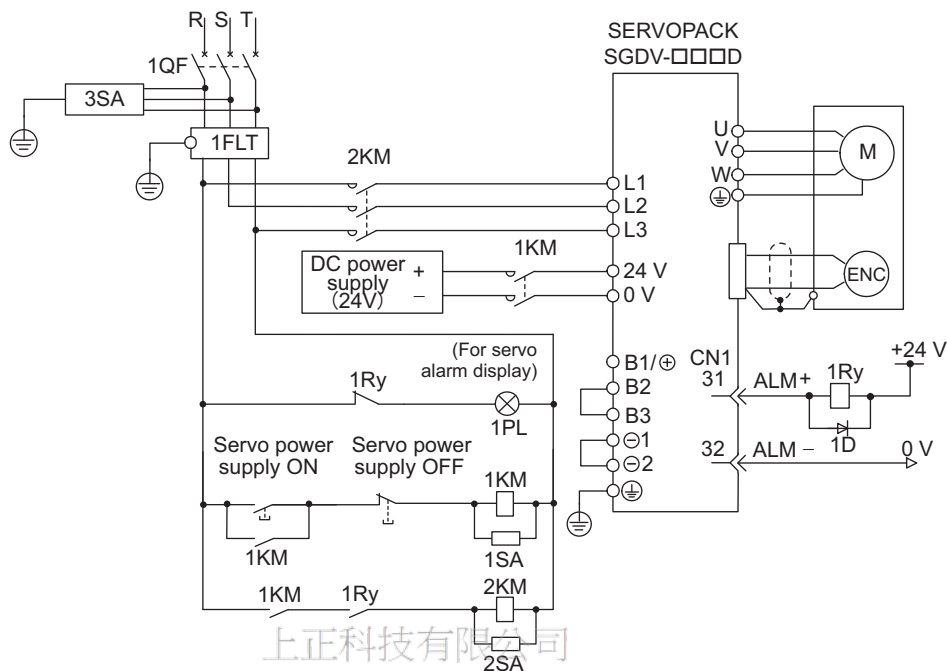 R S T
SERVOPACK
SGDV-□□□D
1QF
3SA
1FLT
2KM
U
V
W
M
L1
L2
L3
1KM
DC power
supply
(24V)
+
−
24 V
0 V
ENC
(For servo
alarm display)
B1/⊕
CN1
+24 V
1Ry
31
ALM+
1Ry
B2
1PL
B3
1D
Servo power
supply ON
Servo power
supply OFF
⊖1
32
ALM −
0 V
⊖2
1KM
1KM
1SA
1KM
1Ry
2KM
上正科技有限公司
2SA